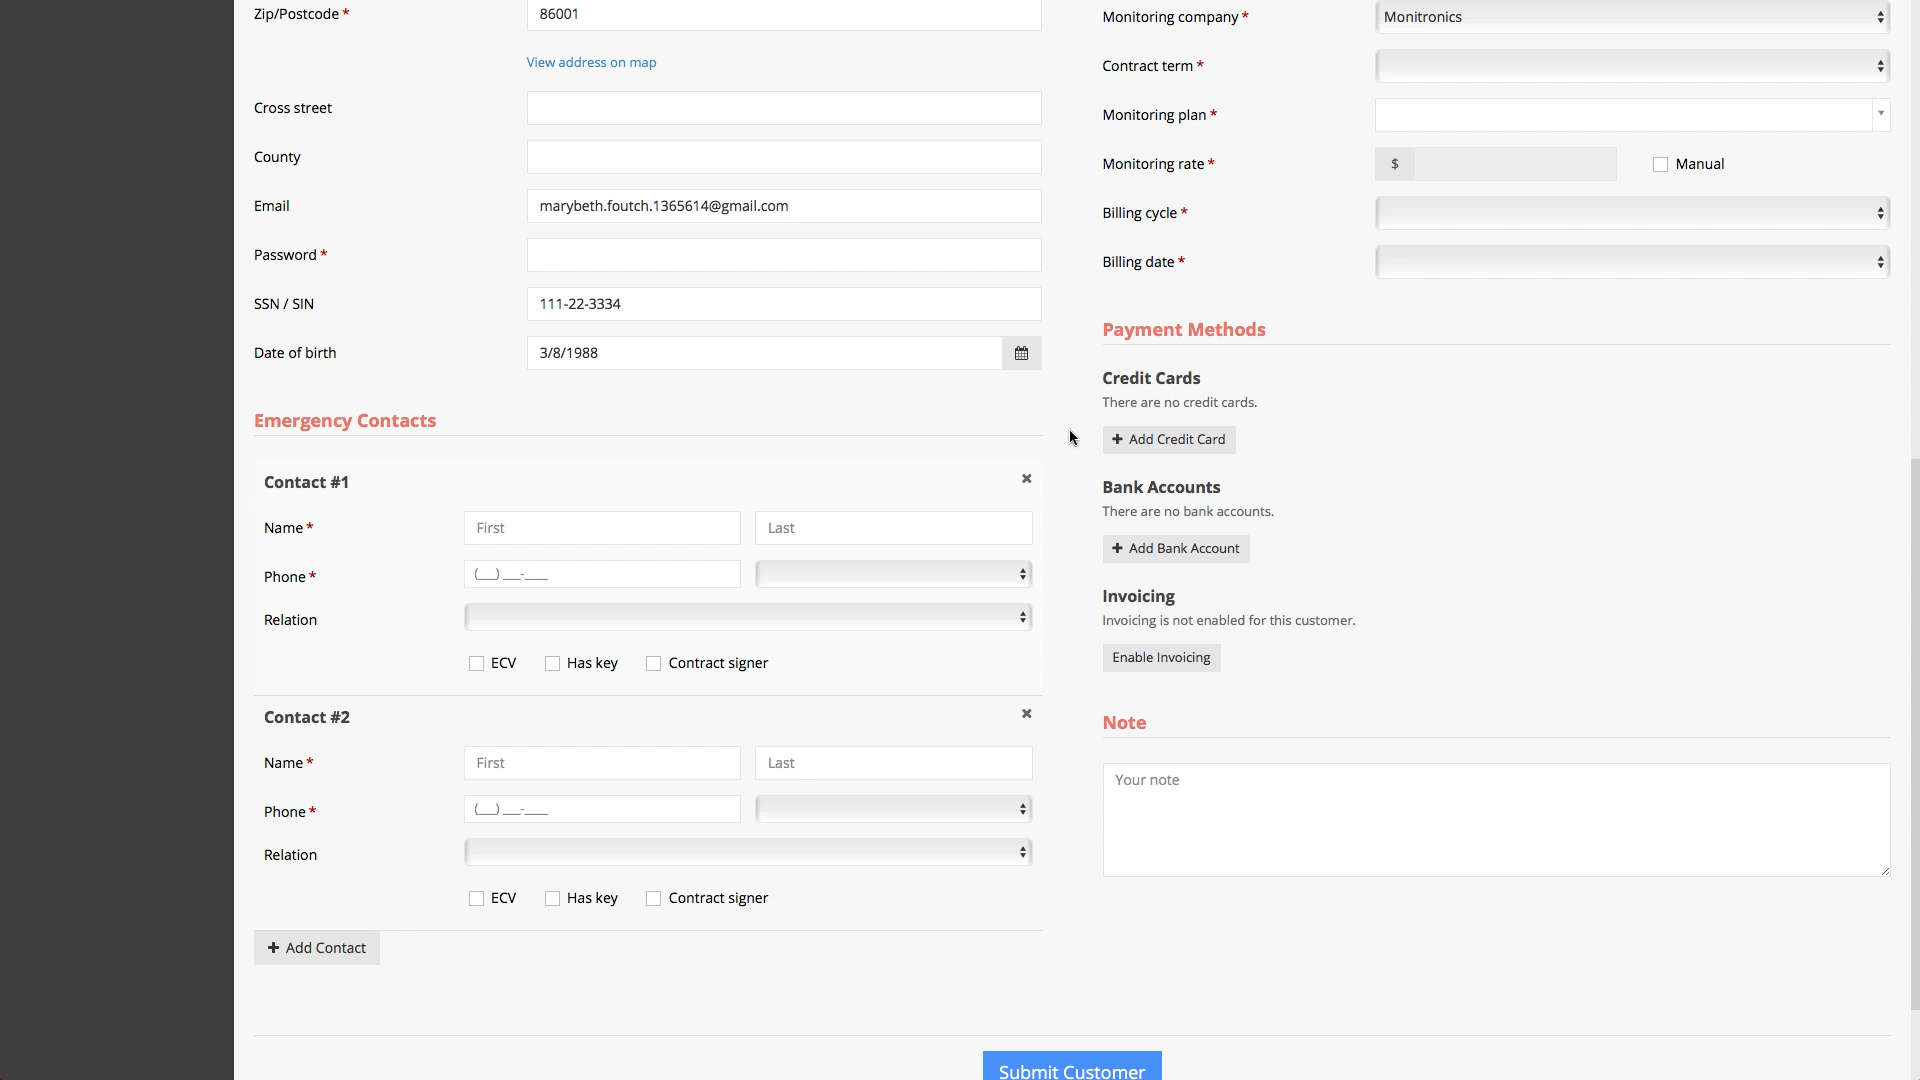 Zip/Postcode *
86001
View address on map
Cross street
County
Email
marybeth.foutch.1365614@gmail.com
Password *
SSN / SIN
111-22-3334
Date of birth
3/8/1988
Emergency Contacts
Contact #1
Name *
First
Last
Phone *
(__) __-___
Relation
ECV
Has key
Contract signer
Contact #2
Name *
First
Last
Phone *
(__) __-___
Relation
ECV
Has key
Contract signer
+ Add Contact
Monitoring company *
Monitronics
Contract term *
Monitoring plan *
Monitoring rate *
$
Manual
Billing cycle *
Billing date *
Payment Methods
Credit Cards
There are no credit cards.
+ Add Credit Card
Bank Accounts
There are no bank accounts.
+ Add Bank Account
Invoicing
Invoicing is not enabled for this customer.
Enable Invoicing
Note
Your note
Submit Customer